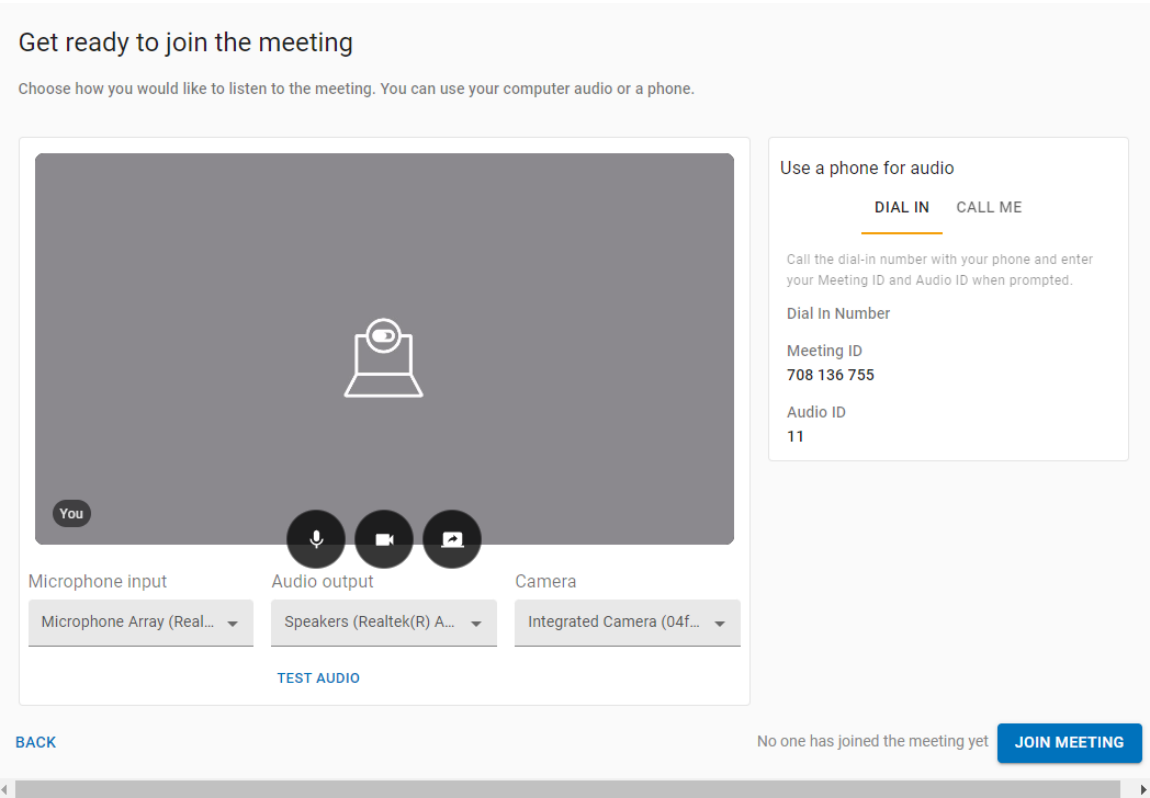 Get ready to join the meeting
Choose how you would like to listen to the meeting. You can use your computer audio or a phone.
You
Microphone input
Microphone Array (Real...
Audio output
Speakers (Realtek(R) A...
Camera
Integrated Camera (04f...
TEST AUDIO
Use a phone for audio
DIAL IN CALL ME
Call the dial-in number with your phone and enter
your Meeting ID and Audio ID when prompted.
Dial In Number
Meeting ID
708 136 755
Audio ID
11
BACK
No one has joined the meeting yet
JOIN MEETING